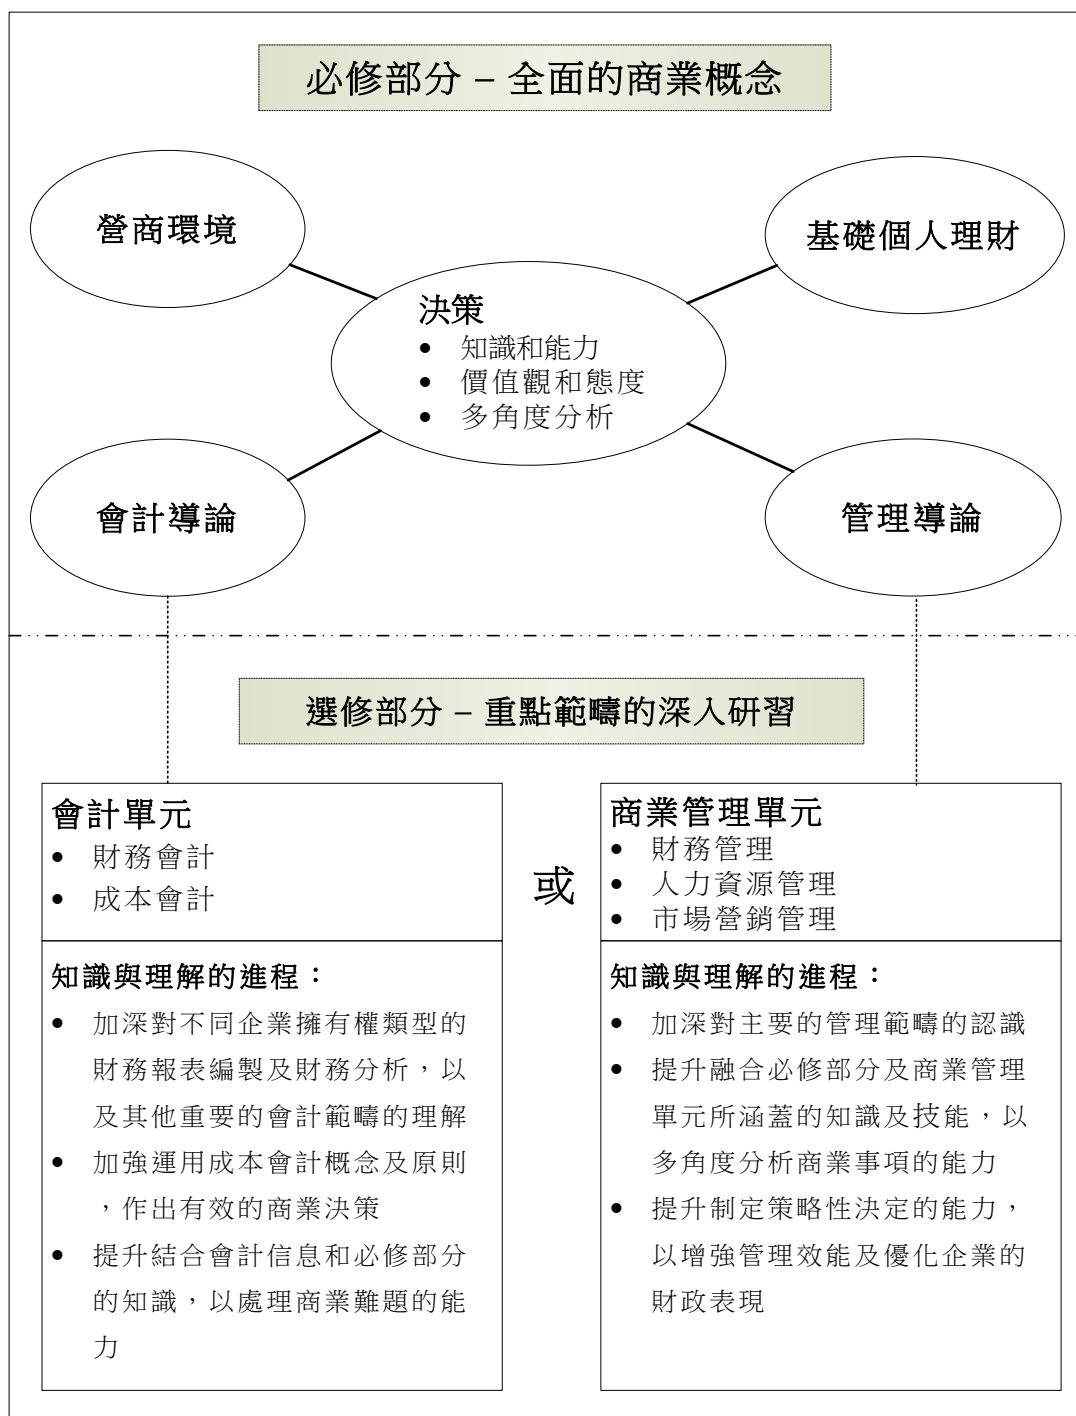 必修部分 – 全面的商業概念
營商環境
基礎個人理財
決策
• 知識和能力
• 價值觀和態度
• 多角度分析
會計導論
管理導論
選修部分 – 重點範疇的深入研習
會計單元
• 財務會計
• 成本會計
或
商業管理單元
• 財務管理
• 人力資源管理
• 市場營銷管理
知識與理解的進程：
• 加深對不同企業擁有權類型的
財務報表編製及財務分析，以
及其他重要的會計範疇的理解
• 加強運用成本會計概念及原則
，作出有效的商業決策
• 提升結合會計信息和必修部分
的知識，以處理商業難題的能
力
知識與理解的進程：
• 加深對主要的管理範疇的認識
• 提升融合必修部分及商業管理
單元所涵蓋的知識及技能，以
多角度分析商業事項的能力
• 提升制定策略性決定的能力，
以增強管理效能及優化企業的
財政表現